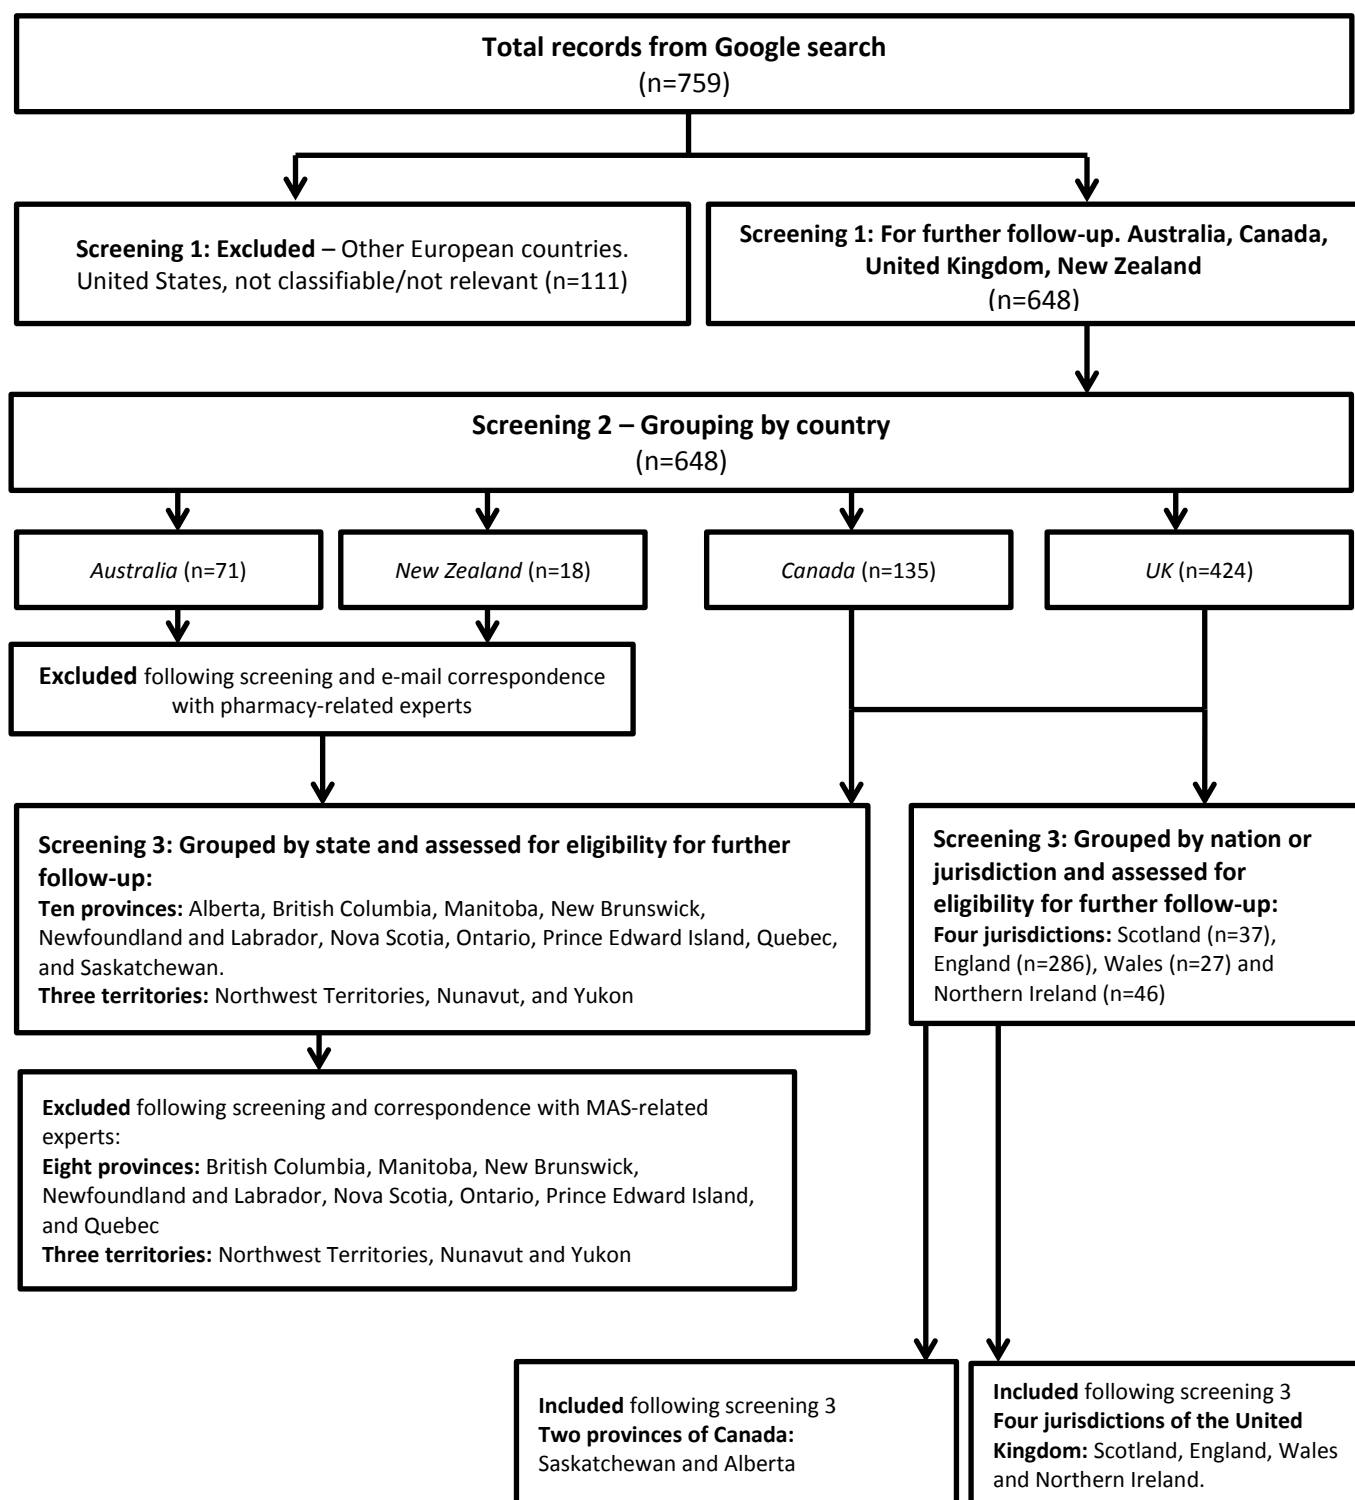 Total records from Google search
(n=759)
Screening 1: Excluded – Other European countries.
United States, not classifiable/not relevant (n=111)
Screening 1: For further follow-up. Australia, Canada,
United Kingdom, New Zealand
(n=648)
Screening 2 – Grouping by country
(n=648)
Australia (n=71)
New Zealand (n=18)
Canada (n=135)
UK (n=424)
Excluded following screening and e-mail correspondence
with pharmacy-related experts
Screening 3: Grouped by state and assessed for eligibility for further
follow-up:
Ten provinces: Alberta, British Columbia, Manitoba, New Brunswick,
Newfoundland and Labrador, Nova Scotia, Ontario, Prince Edward Island, Quebec,
and Saskatchewan.
Three territories: Northwest Territories, Nunavut, and Yukon
Screening 3: Grouped by nation or
jurisdiction and assessed for
eligibility for further follow-up:
Four jurisdictions: Scotland (n=37),
England (n=286), Wales (n=27) and
Northern Ireland (n=46)
Excluded following screening and correspondence with MAS-related
experts:
Eight provinces: British Columbia, Manitoba, New Brunswick,
Newfoundland and Labrador, Nova Scotia, Ontario, Prince Edward Island,
and Quebec
Three territories: Northwest Territories, Nunavut and Yukon
Included following screening 3
Two provinces of Canada:
Saskatchewan and Alberta
Included following screening 3
Four jurisdictions of the United
Kingdom: Scotland, England, Wales
and Northern Ireland.